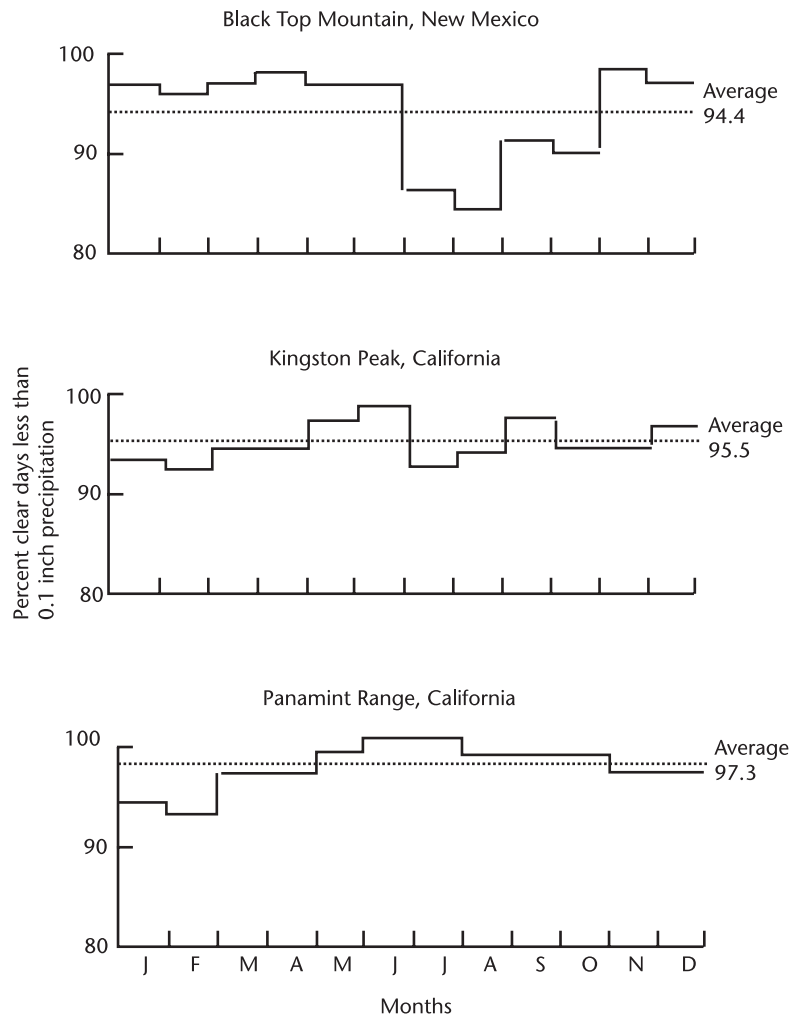 Black Top Mountain, New Mexico
100
90
80
Average
94.4
Kingston Peak, California
100
90
80
Average
95.5
Percent clear days less than
0.1 inch precipitation
Panamint Range, California
100
90
80
Average
97.3
J F M A M J J A S O N D
Months